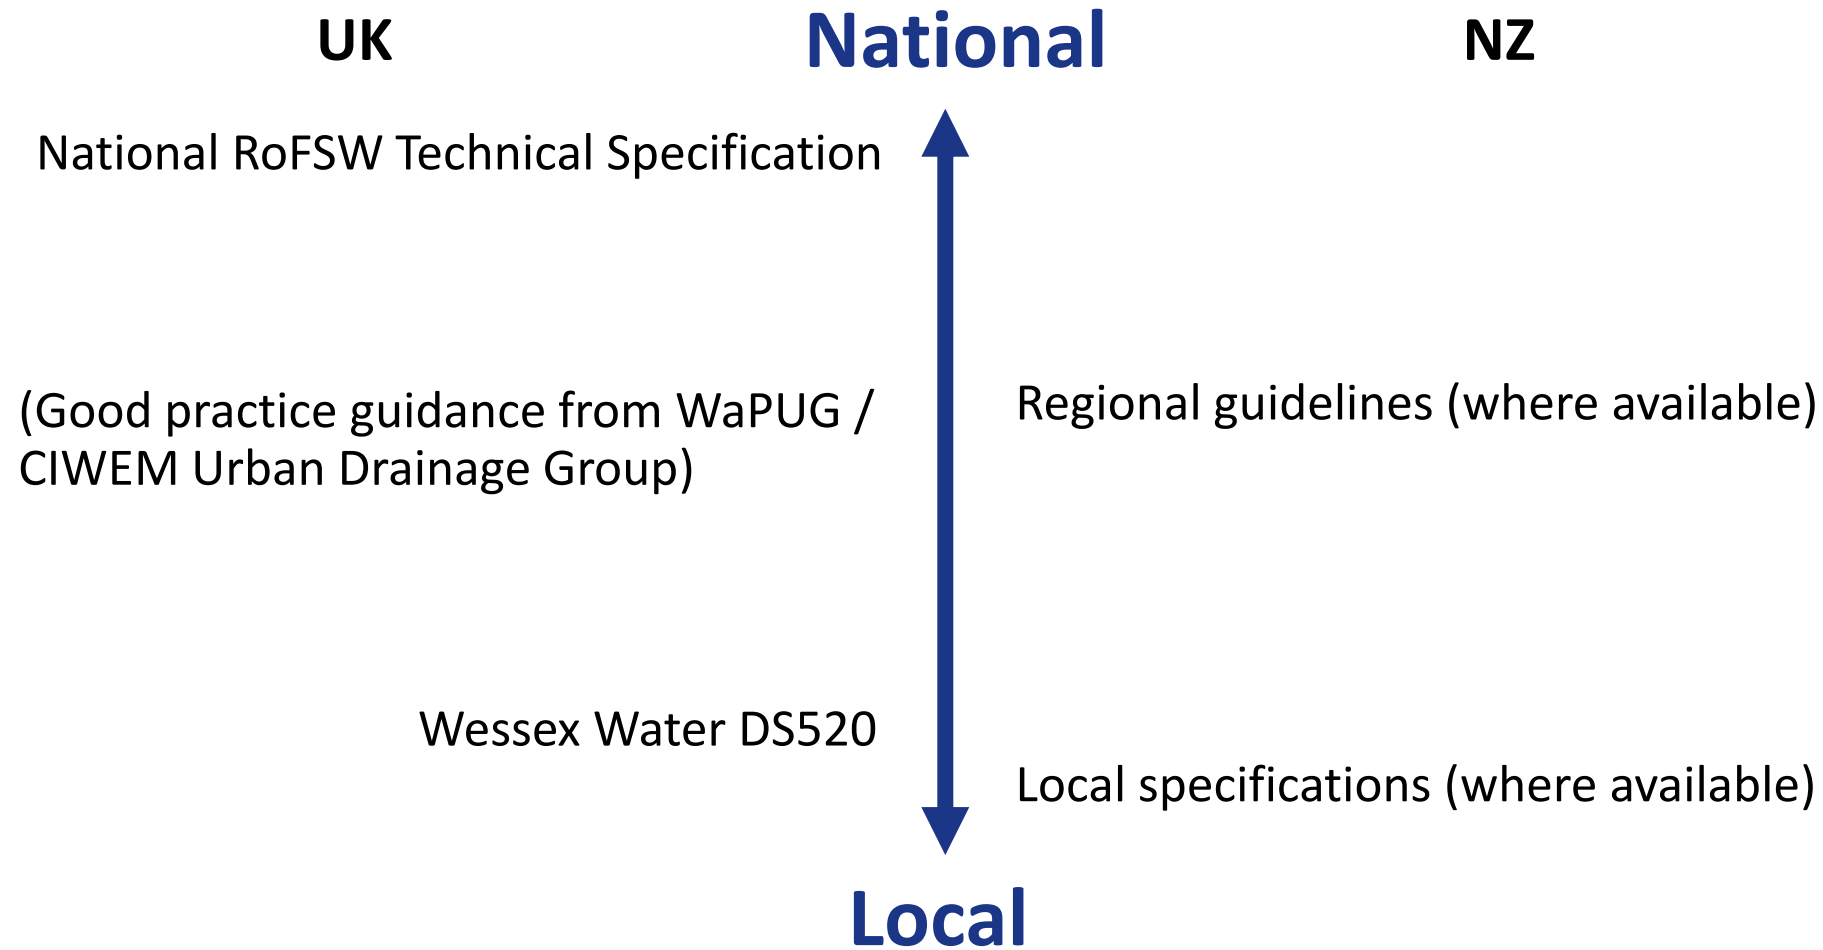 UK
National
NZ
National RoFSW Technical Specification
(Good practice guidance from WaPUG /
CIWEM Urban Drainage Group)
Regional guidelines (where available)
Wessex Water DS520
Local specifications (where available)
Local